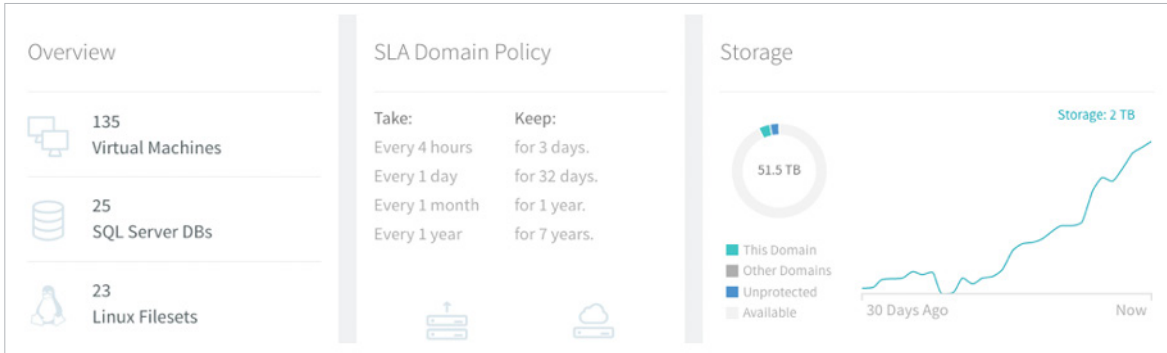 Overview
135
Virtual Machines
25
SQL Server DBs
23
Linux Filesets
SLA Domain Policy
Take: Keep:
Every 4 hours for 3 days.
Every 1 day for 32 days.
Every 1 month for 1 year.
Every 1 year for 7 years.
Storage
51.5 TB
This Domain
Other Domains
Unprotected
Available
Storage: 2 TB
30 Days Ago Now